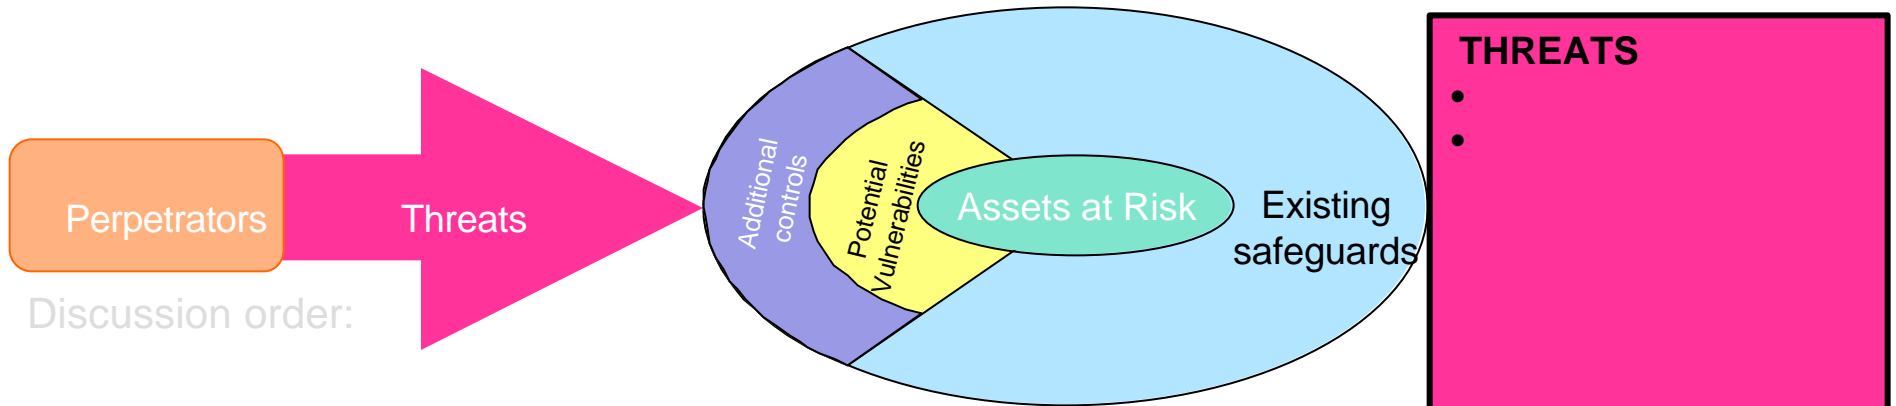 Perpetrators
Threats
Discussion order:
Additional
controls
Potential
Vulnerabilities
Assets at Risk
Existing
safeguards
THREATS
•
•